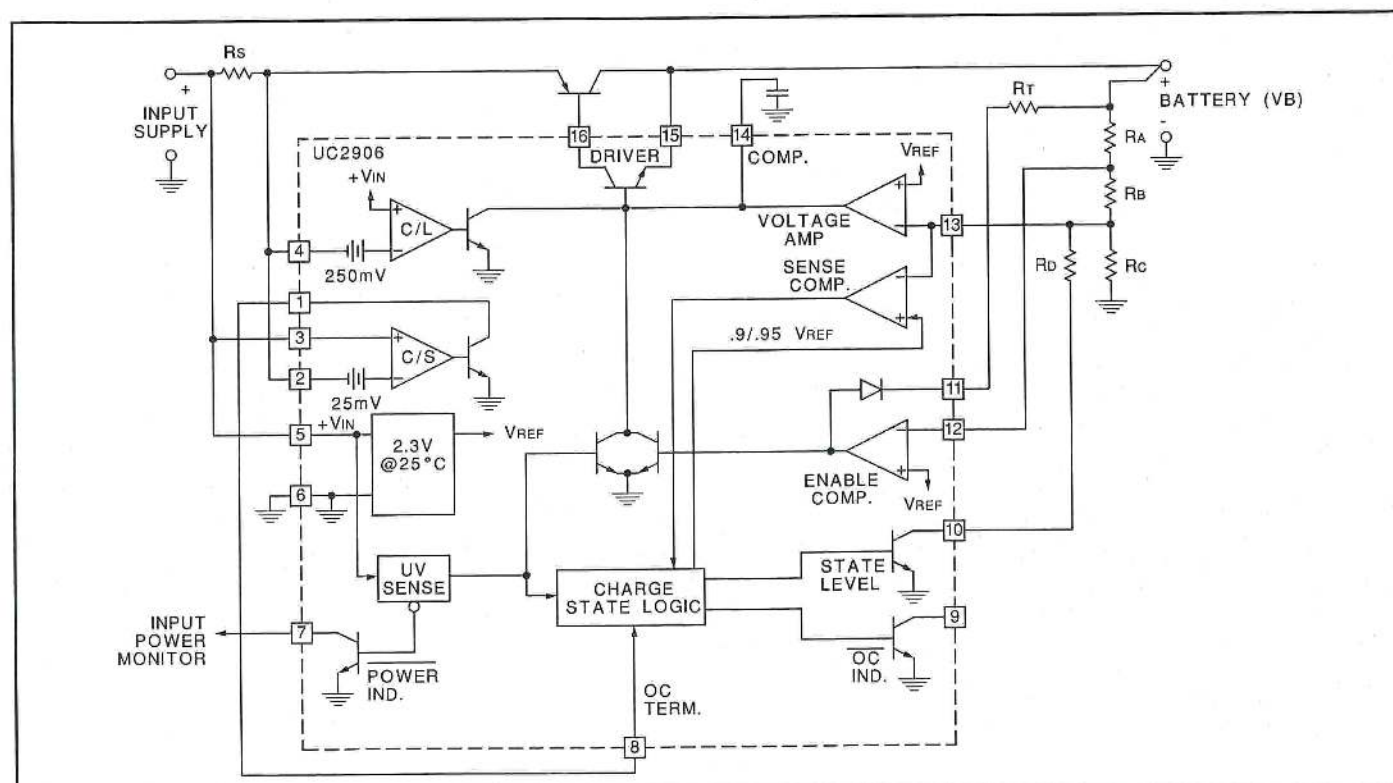 RS
+
INPUT
SUPPLY
RT
+
BATTERY (VB)
-
16
15
14
UC2906
DRIVER
COMP.
RA
+VIN
VREF
+
C/L
-
+
-
VOLTAGE
AMP
RB
13
4
250mV
SENSE
COMP.
-
+
RD
RC
1
3
+
C/S
-
.9/.95 VREF
2
25mV
11
+VIN
5
2.3V
@25°C
VREF
12
-
+
ENABLE
COMP.
VREF
6
10
UV
SENSE
CHARGE
STATE LOGIC
STATE
LEVEL
9
7
INPUT
POWER
MONITOR
POWER
IND.
OC
IND.
OC
TERM.
8